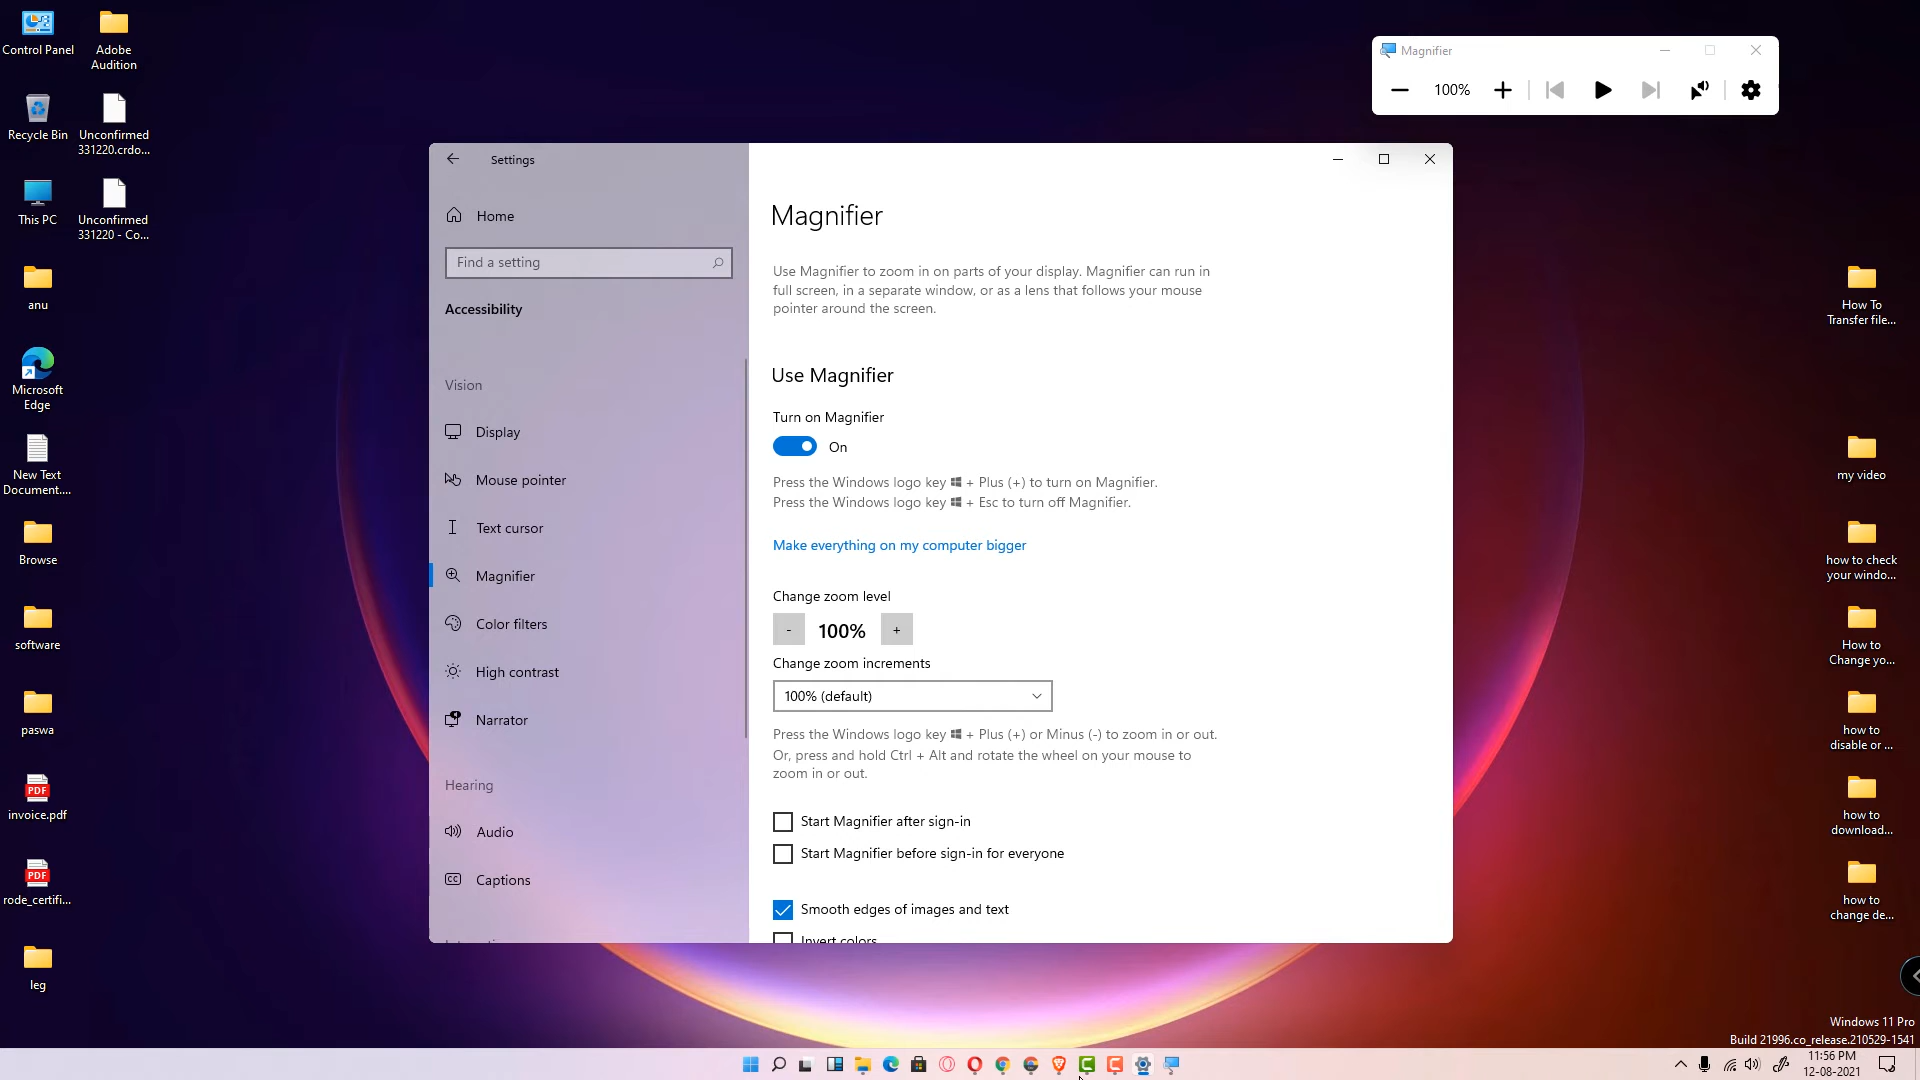 Control Panel
Adobe
Audition
Recycle Bin
Unconfirmed
331220.crdo...
This PC
Unconfirmed
331220 - Co...
anu
Microsoft
Edge
New Text
Document....
Browse
software
paswa
PDF
invoice.pdf
PDF
rode_certifi...
leg
Magnifier
100%
Settings
Home
Find a setting
Accessibility
Vision
Display
Mouse pointer
Text cursor
Magnifier
Color filters
High contrast
Narrator
Hearing
Audio
CC Captions
Magnifier
Use Magnifier to zoom in on parts of your display. Magnifier can run in
full screen, in a separate window, or as a lens that follows your mouse
pointer around the screen.
Use Magnifier
Turn on Magnifier
On
Press the Windows logo key + Plus (+) to turn on Magnifier.
Press the Windows logo key + Esc to turn off Magnifier.
Make everything on my computer bigger
Change zoom level
- 100% +
Change zoom increments
100% (default)
Press the Windows logo key + Plus (+) or Minus (-) to zoom in or out.
Or, press and hold Ctrl + Alt and rotate the wheel on your mouse to
zoom in or out.
Start Magnifier after sign-in
Start Magnifier before sign-in for everyone
Smooth edges of images and text
Invert colors
How To
Transfer file...
my video
how to check
your windo...
How to
Change yo...
how to
disable or ...
how to
download...
how to
change de...
Windows 11 Pro
Build 21996.co_release.210529-1541
11:56 PM
12-08-2021